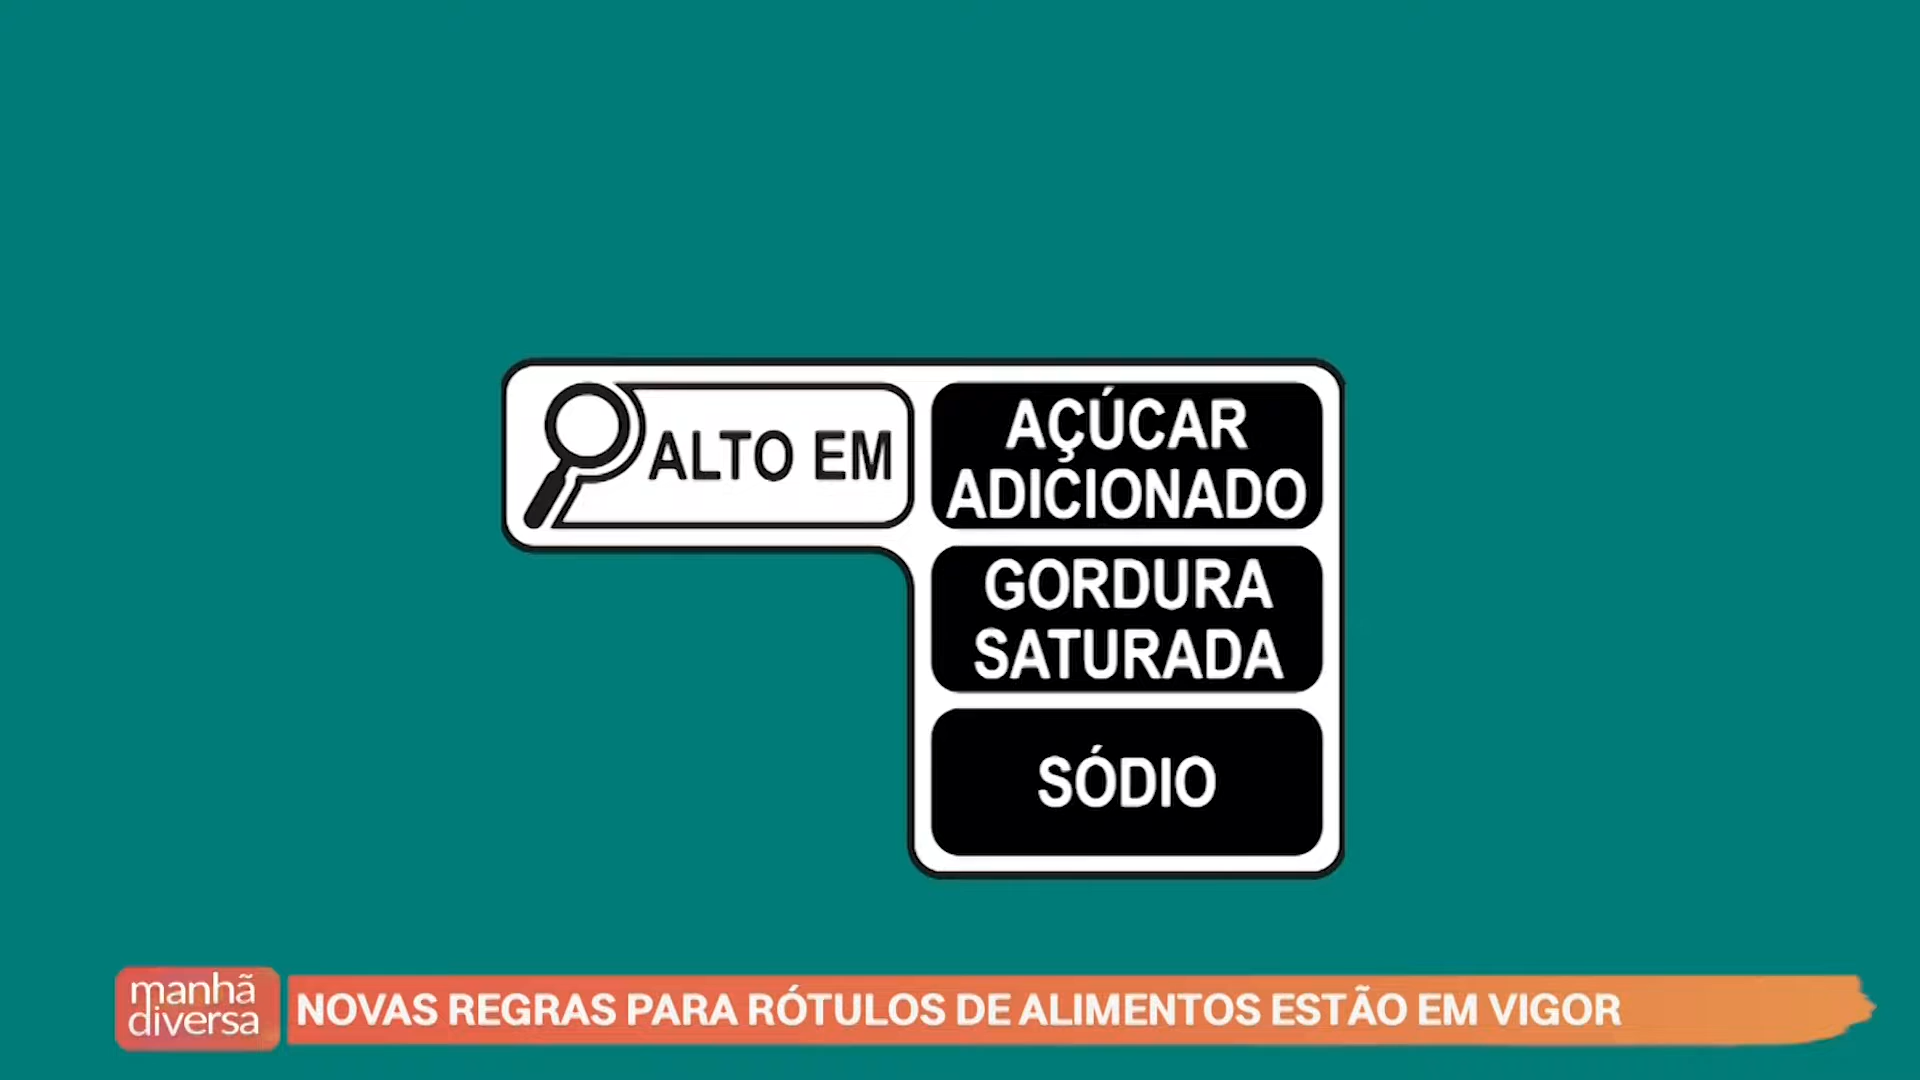 ALTO EM
AÇÚCAR
ADICIONADO
GORDURA
SATURADA
SÓDIO
manhã
diversa
NOVAS REGRAS PARA RÓTULOS DE ALIMENTOS ESTÃO EM VIGOR